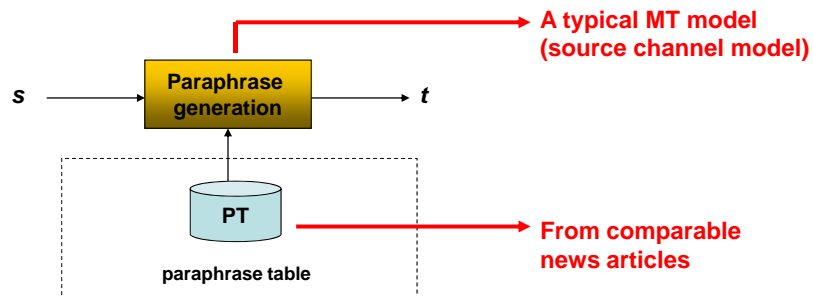 A typical MT model
(source channel model)
Paraphrase
generation
s
t
PT
From comparable
news articles
paraphrase table